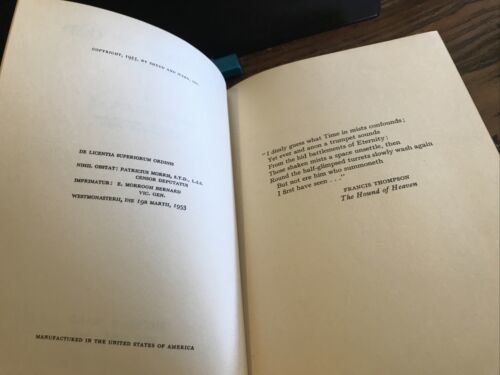 COPYRIGHT, 1953, BY SHEED AND WARD, INC.
DE LICENTIA SUPERIORUM ORDINIS
NIHIL OBSTAT: PATRICIUS MORRIS, S.T.D., L.S.S.
CENSOR DEPUTATUS
IMPRIMATUR: E. MORROGH BERNARD
VIC. GEN.
WESTMONASTERII, DIE 19a MARTII, 1953
MANUFACTURED IN THE UNITED STATES OF AMERICA
"I dimly guess what Time in mists confounds;
Yet ever and anon a trumpet sounds
From the hid battlements of Eternity:
Those shaken mists a space unsettle, then
Round the half-glimpsed turrets slowly wash again
But not ere him who summoneth
I first have seen . . ."
FRANCIS THOMPSON
The Hound of Heaven